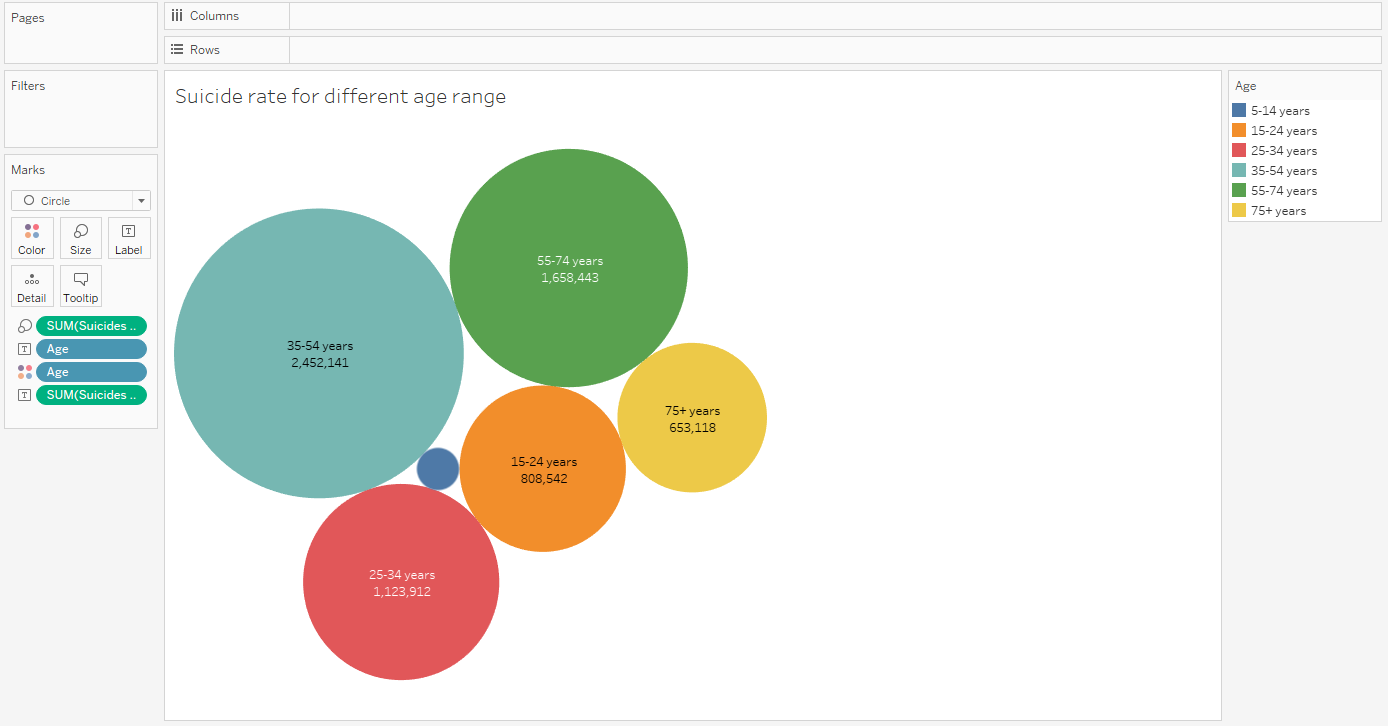 Pages
Columns
Rows
Filters
Marks
Circle
Color
Size
Label
Detail
Tooltip
SUM(Suicides ..
Age
Age
SUM(Suicides ..
Suicide rate for different age range
55-74 years
1,658,443
35-54 years
2,452,141
75+ years
653,118
15-24 years
808,542
25-34 years
1,123,912
Age
5-14 years
15-24 years
25-34 years
35-54 years
55-74 years
75+ years